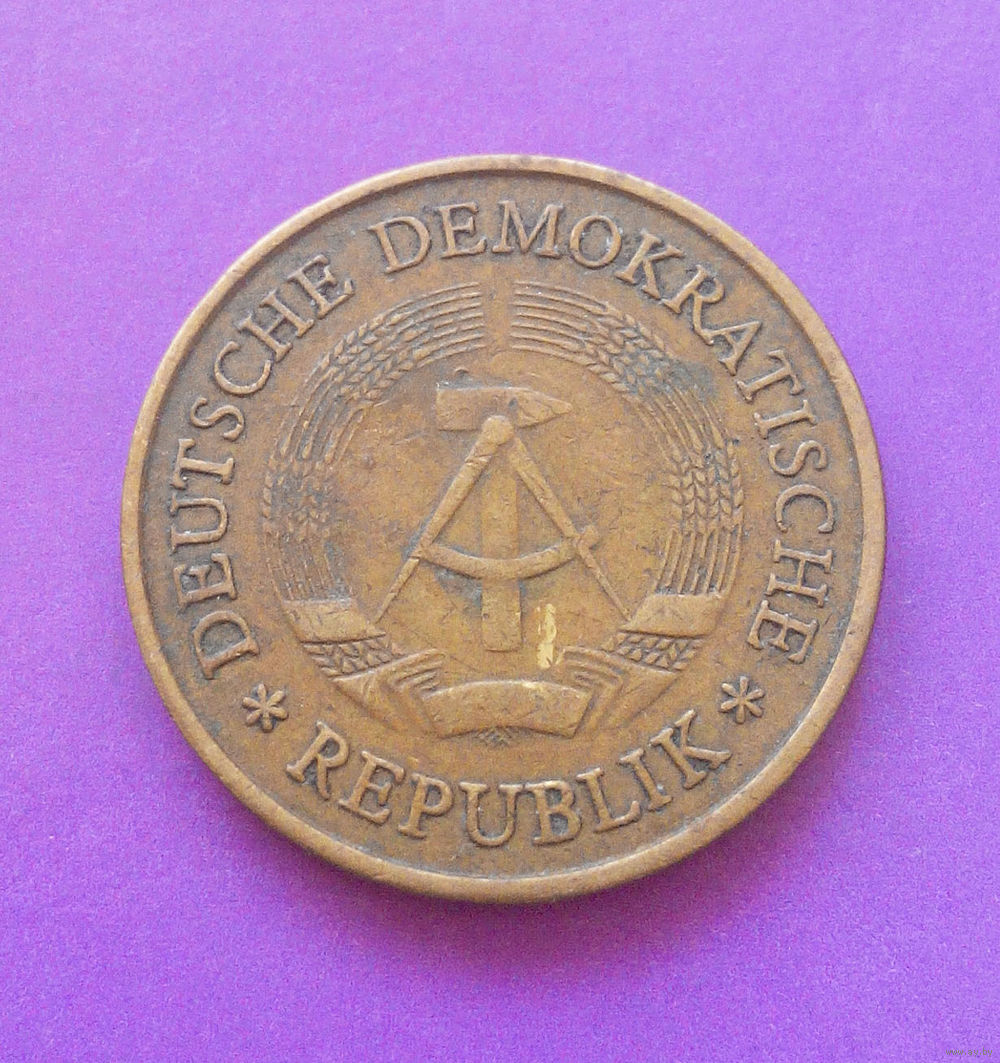 DEUTSCHE DEMOKRATISCHE
* REPUBLIK *